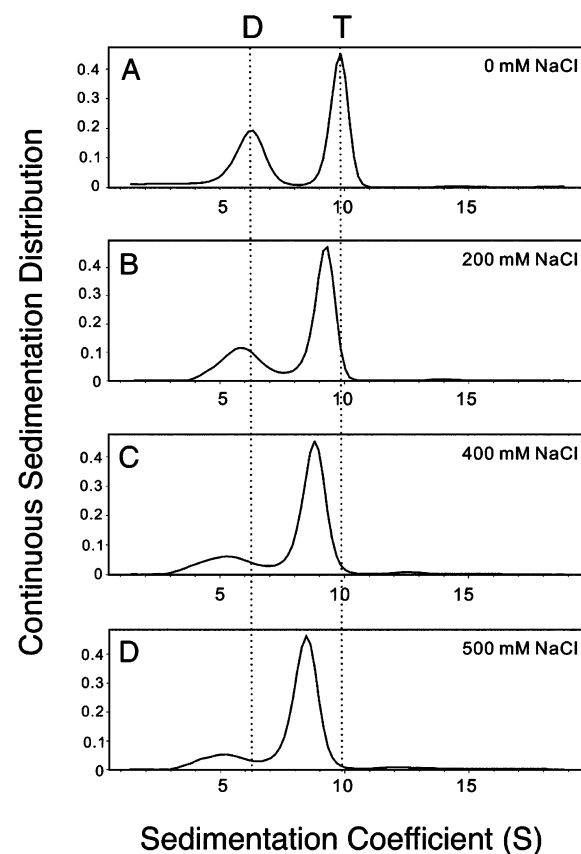 D T
Continuous Sedimentation Distribution
A 0 mM NaCl
0.4
0.3
0.2
0.1
0
5 10 15
B 200 mM NaCl
0.4
0.3
0.2
0.1
0
5 10 15
C 400 mM NaCl
0.4
0.3
0.2
0.1
0
5 10 15
D 500 mM NaCl
0.4
0.3
0.2
0.1
0
5 10 15
Sedimentation Coefficient (S)